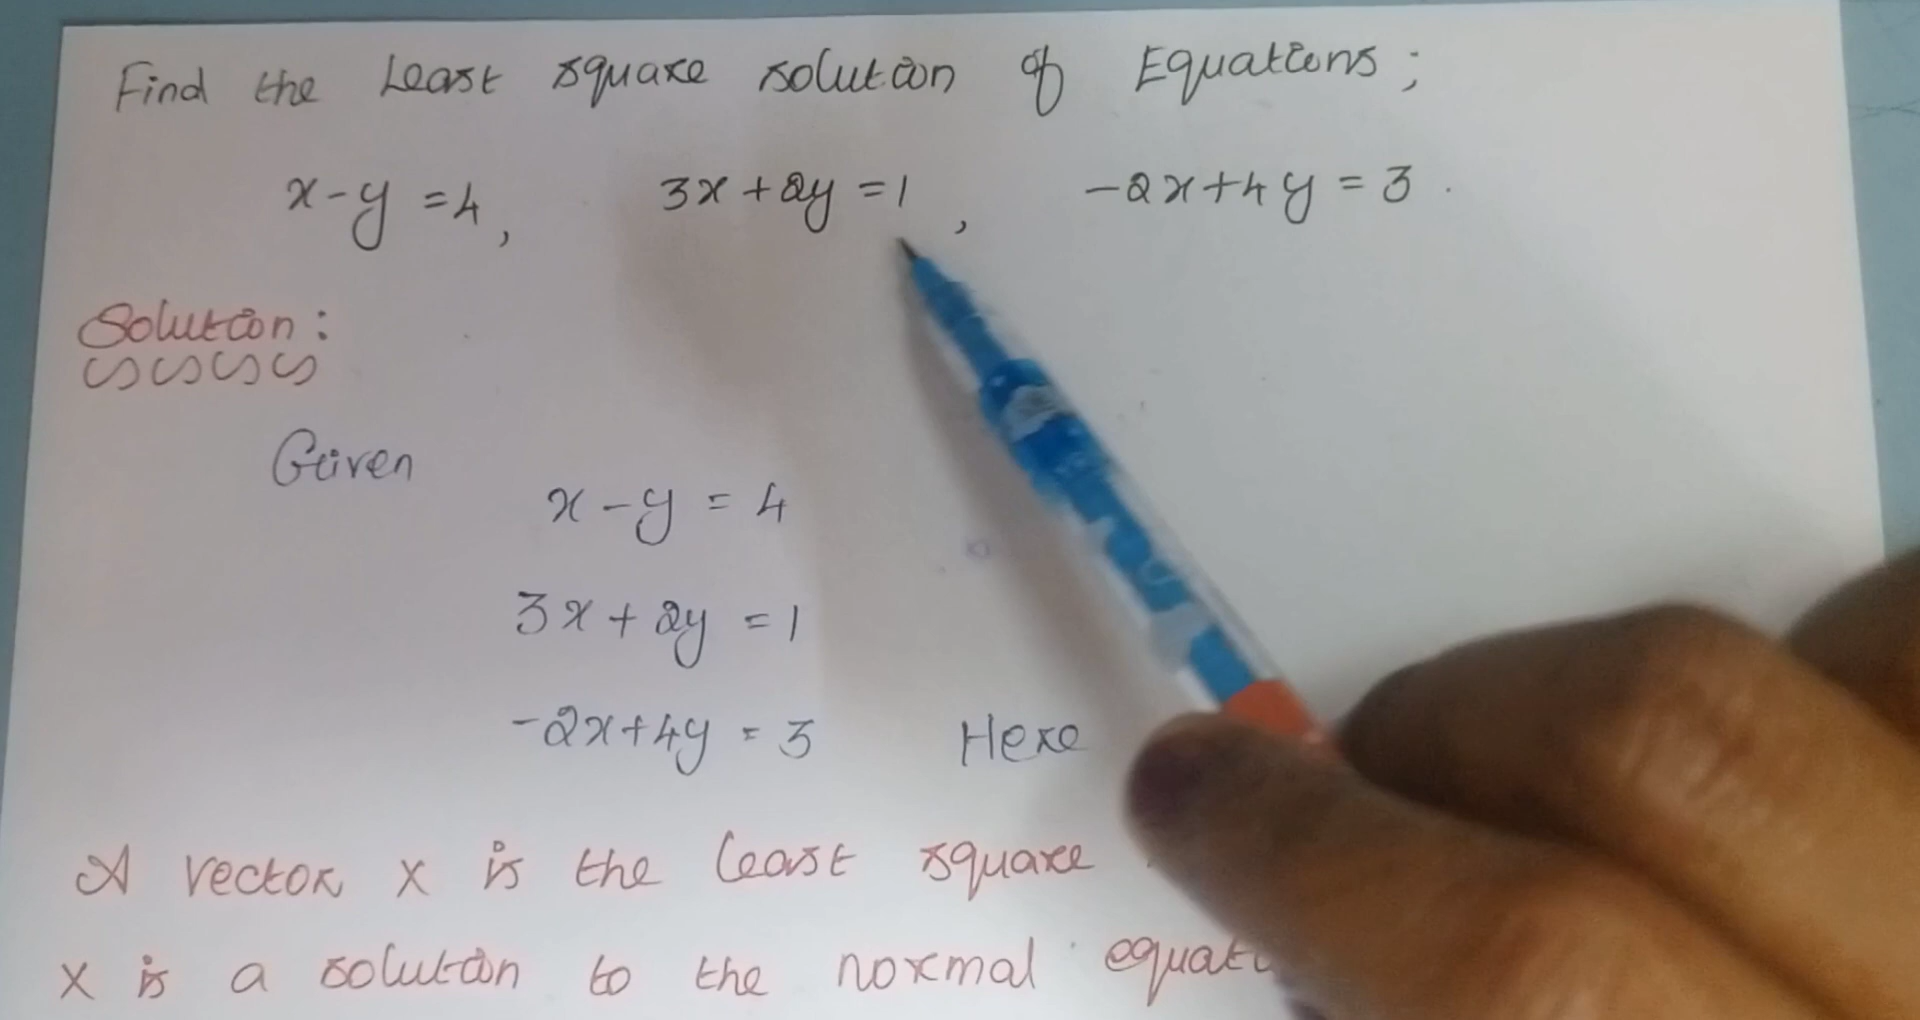 Find the Least square solution of Equations;
x-y=4, 3x+2y=1, -2x+4y=3.
Solution:
Given
x-y=4
3x+2y=1
-2x+4y=3 Here
A vector x is the least square
x is a solution to the normal